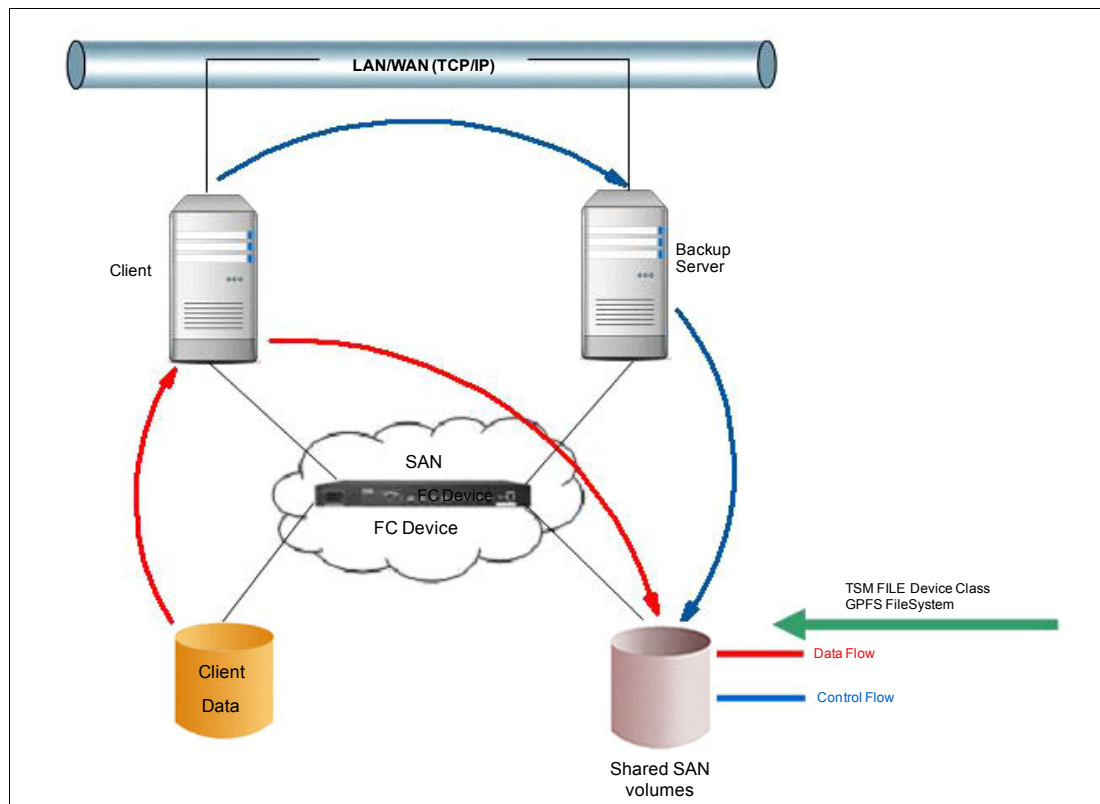 LAN/WAN (TCP/IP)
Client
Backup
Server
SAN
FC Device
FC Device
TSM FILE Device Class
GPFS FileSystem
Data Flow
Control Flow
Client
Data
Shared SAN
volumes